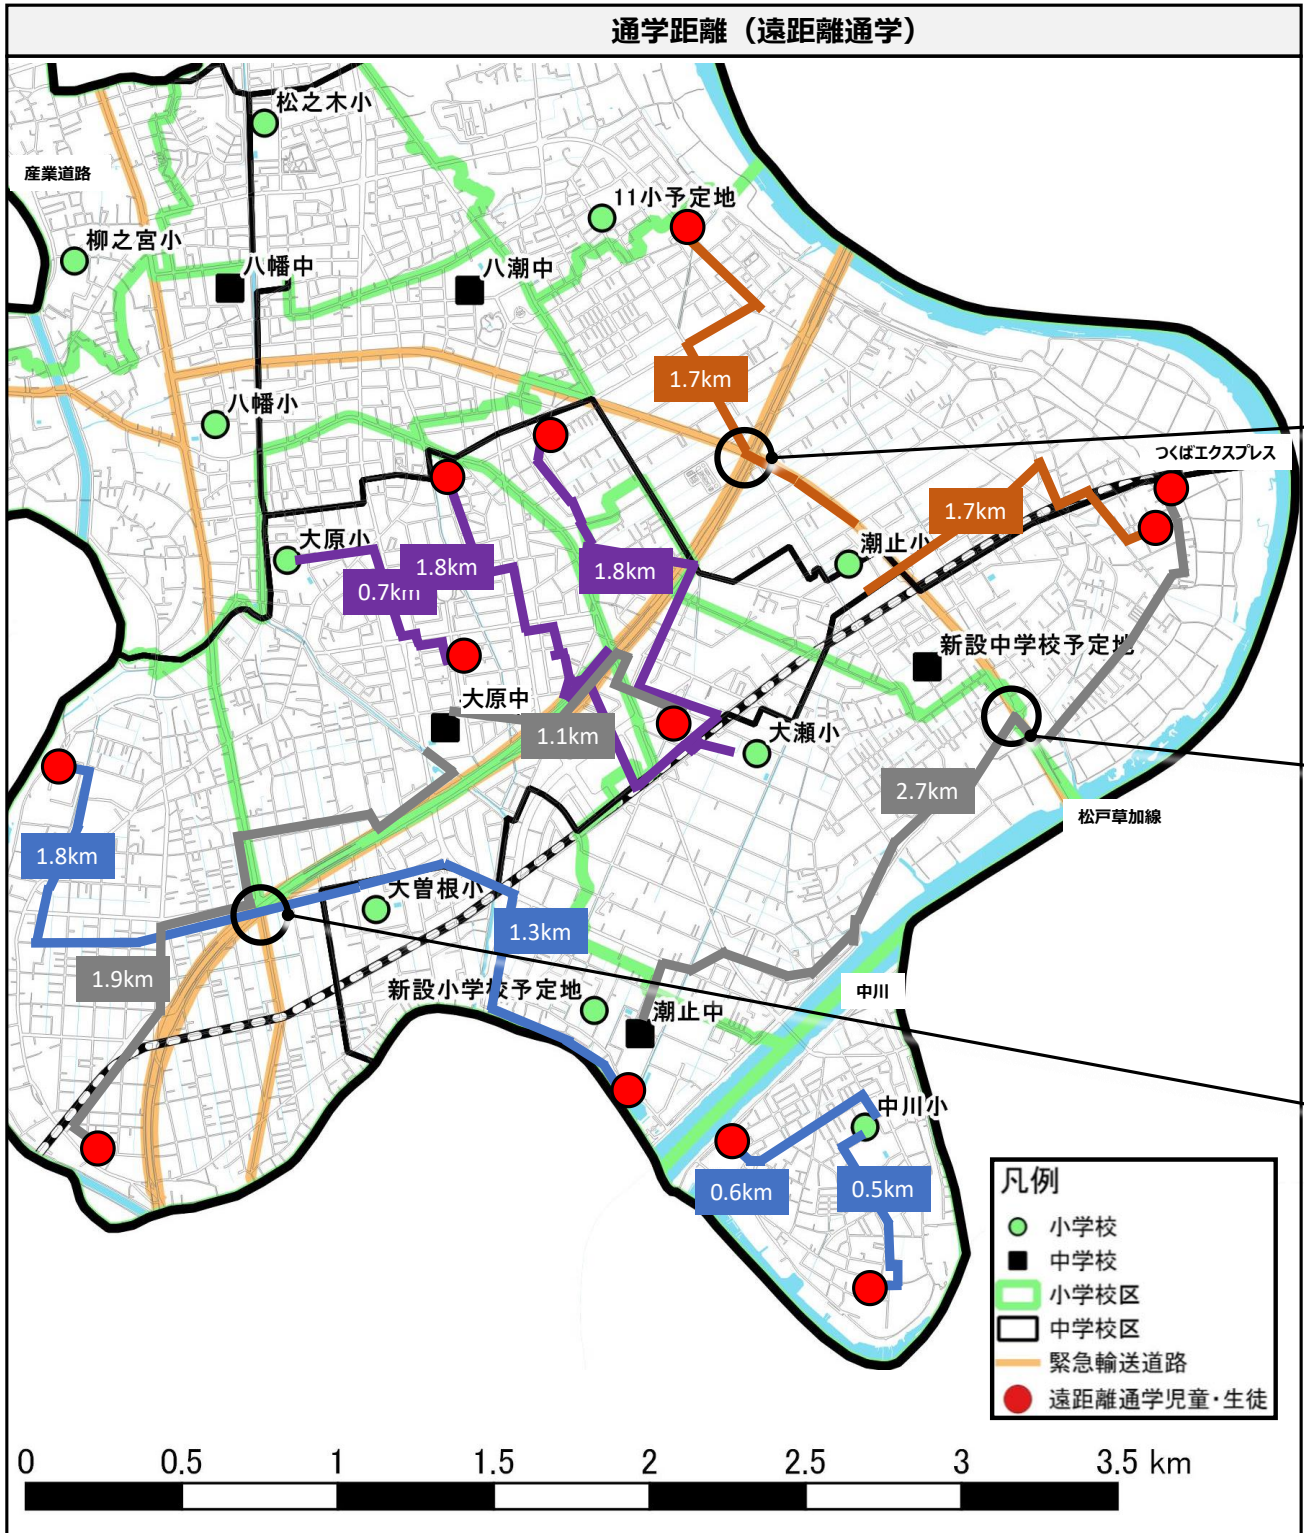 通学距離（遠距離通学）
松之木小
産業道路
11小予定地
柳之宮小
八幡中
八潮中
1.7km
八幡小
つくばエクスプレス
1.7km
大原小
潮止小
1.8km
1.8km
0.7km
新設中学校予定地
大原中
1.1km
大瀬小
2.7km
松戸草加線
1.8km
大曽根小
1.3km
1.9km
新設小学校予定地
中川
潮止中
中川小
0.6km
0.5km
凡例
小学校
中学校
小学校区
中学校区
緊急輸送道路
遠距離通学児童・生徒
0 0.5 1 1.5 2 2.5 3 3.5 km